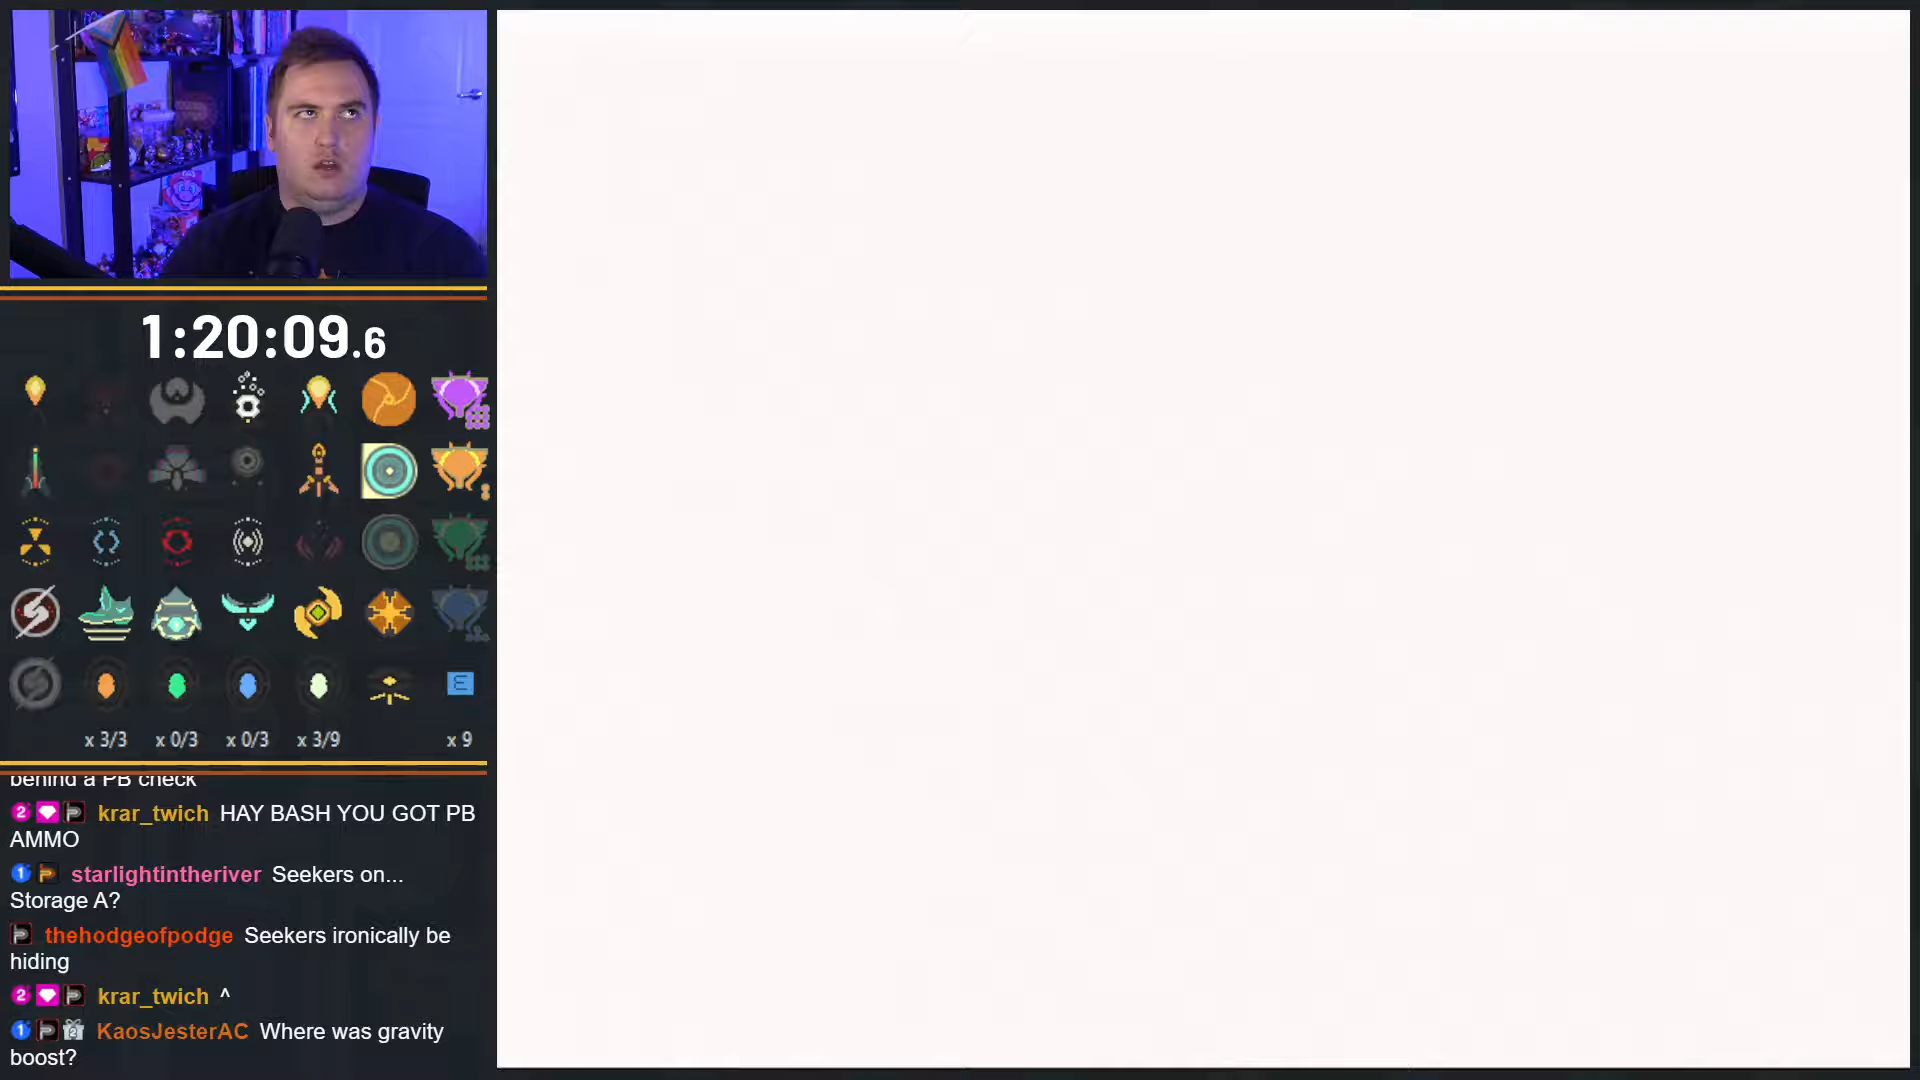 1:20:09.6
x 3/3 x 0/3 x 0/3 x 3/9 x 9
behind a PB check
krar_twich HAY BASH YOU GOT PB
AMMO
starlightintheriver Seekers on...
Storage A?
thehodgeofpodge Seekers ironically be
hiding
krar_twich ^
KaosJesterAC Where was gravity
boost?